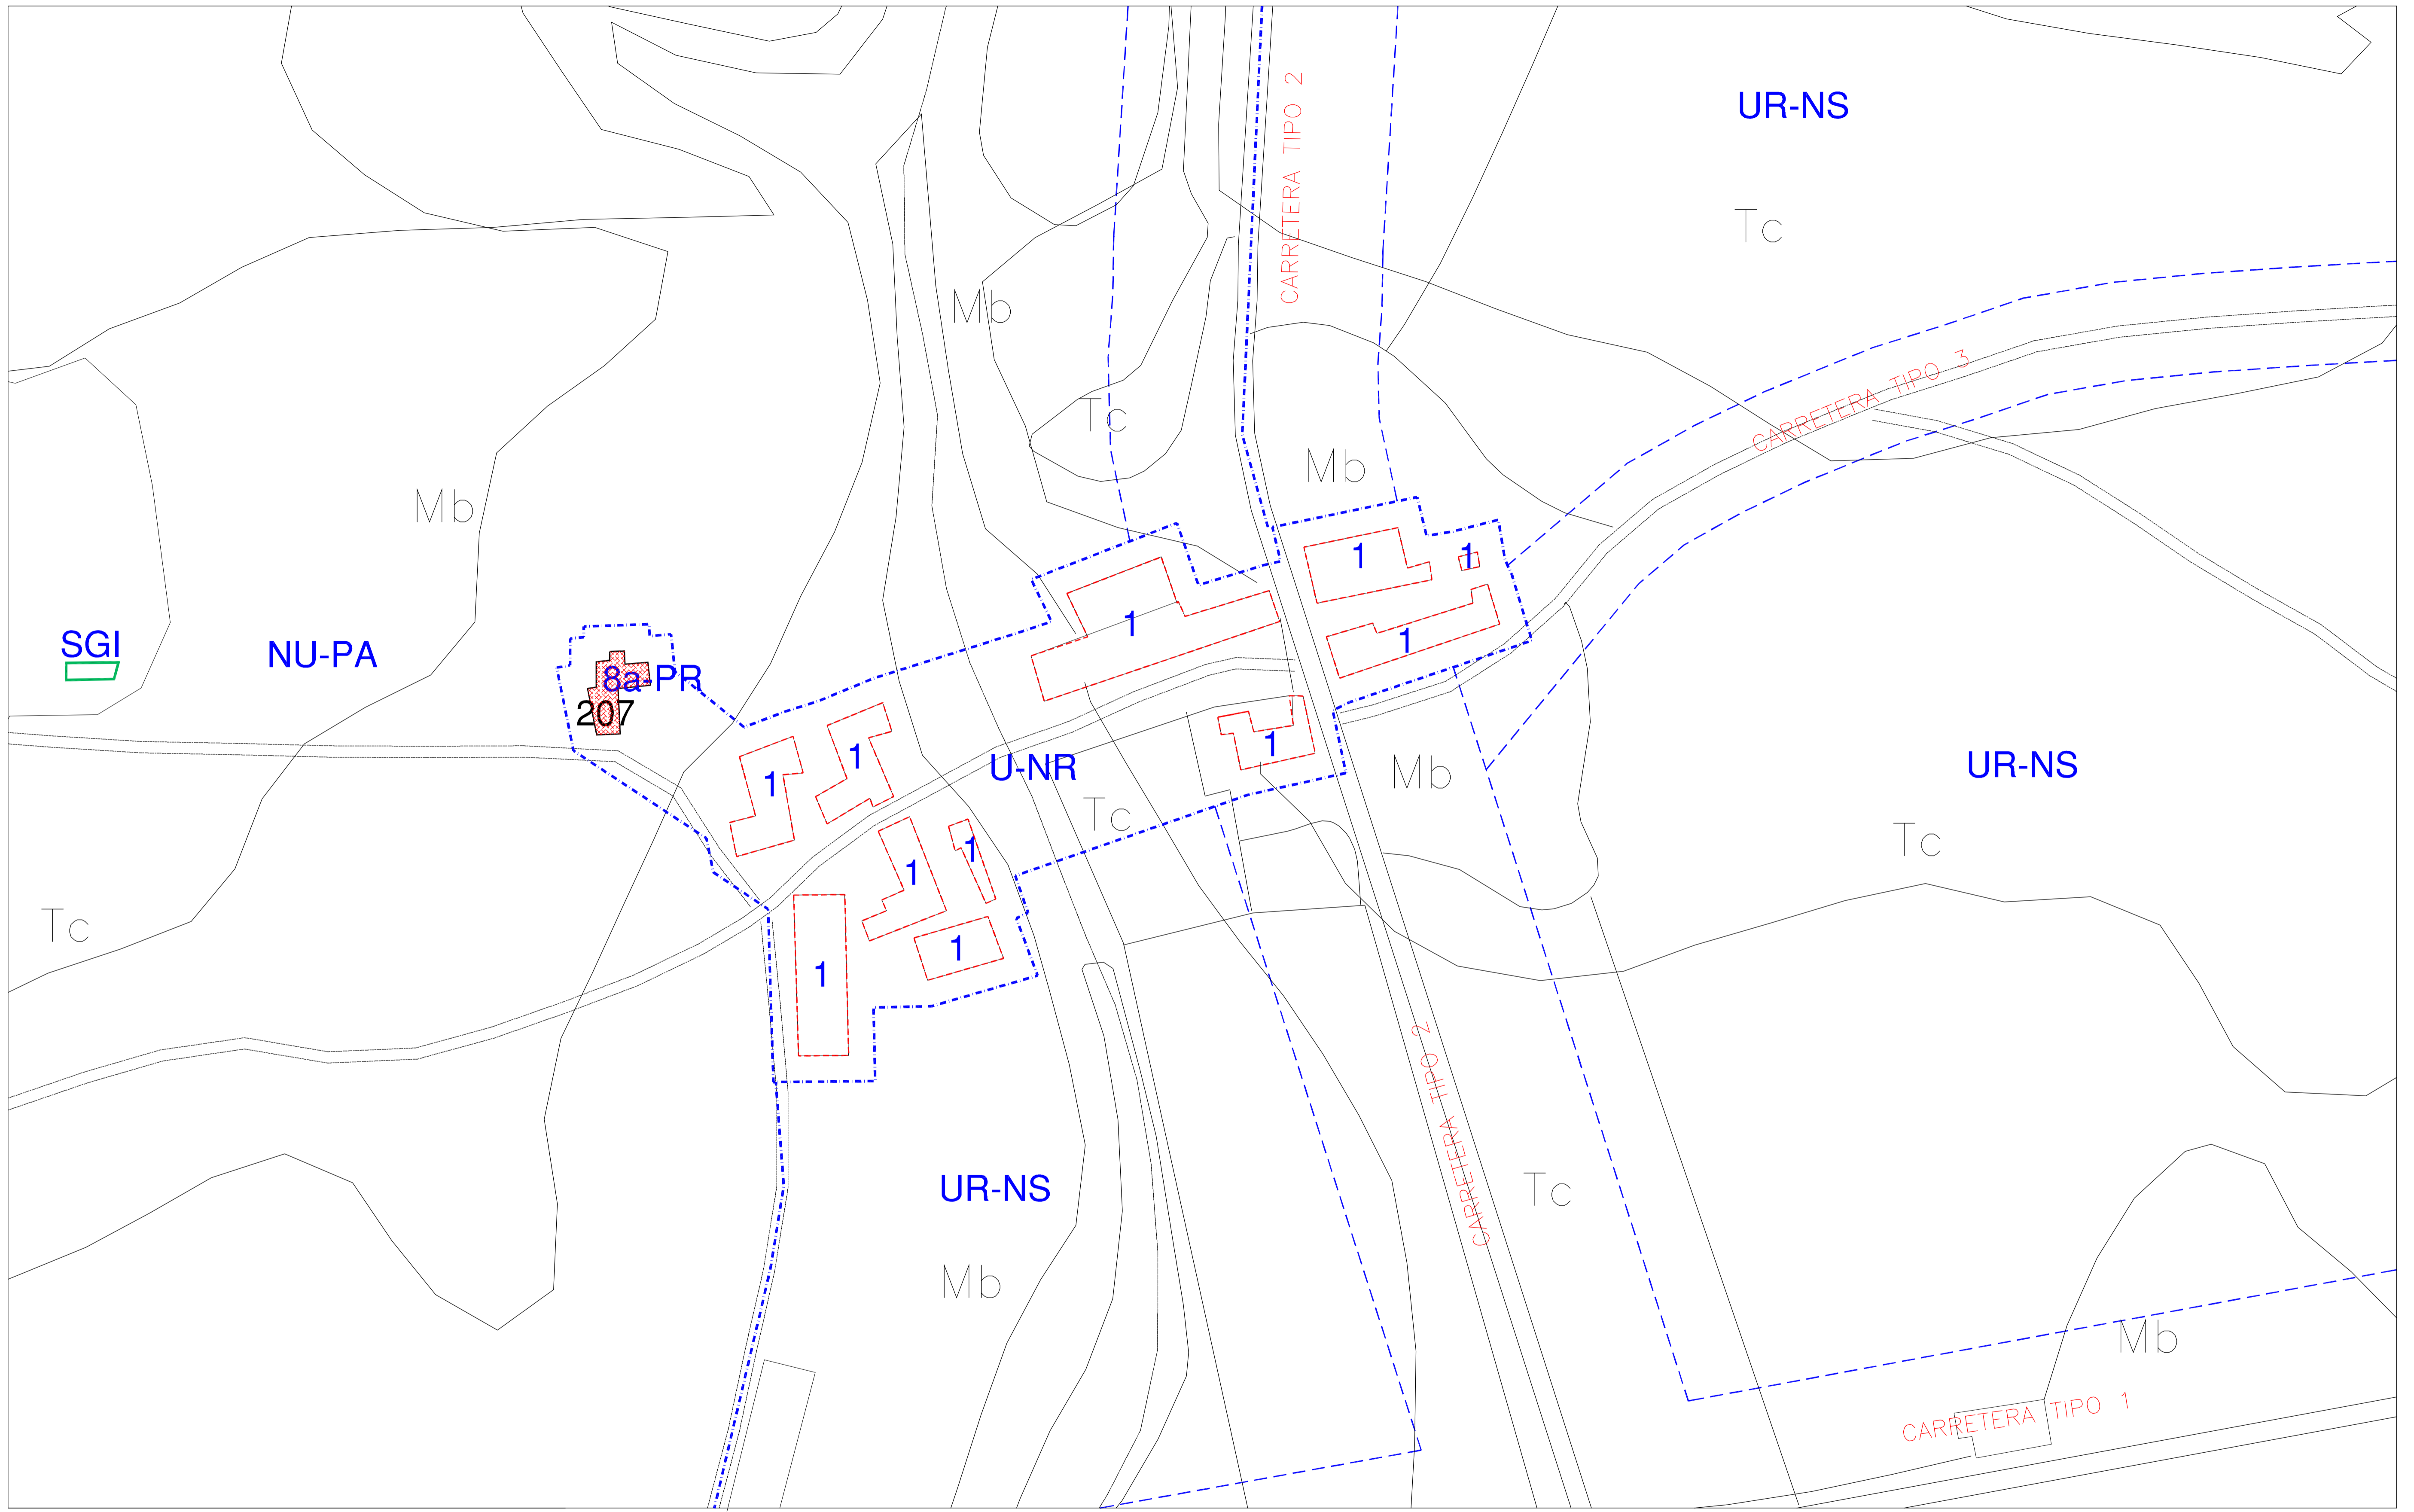 UR-NS
CARRETERA TIPO 2
Tc
Mb
CARRETERA TIPO 3
Tc
Mb
Mb
1
1
1
1
SGI
NU-PA
8a-PR
207
1
1
1
U-NR
Mb
UR-NS
Tc
Tc
1
1
1
1
Tc
CARRETERA TIPO 2
UR-NS
Tc
Mb
Mb
CARRETERA TIPO 1